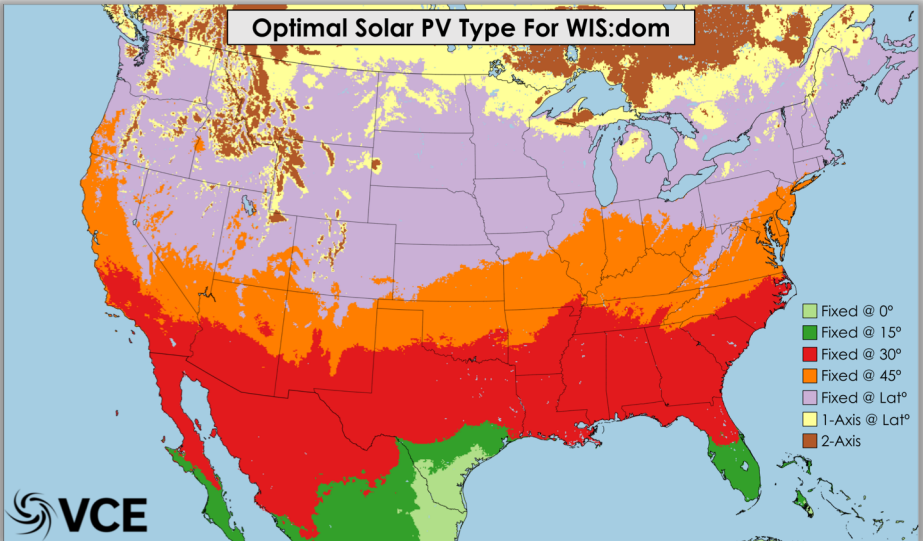 Optimal Solar PV Type For WIS:dom
Fixed @ 0º
Fixed @ 15º
Fixed @ 30º
Fixed @ 45º
Fixed @ Latº
1-Axis @ Latº
2-Axis
VCE